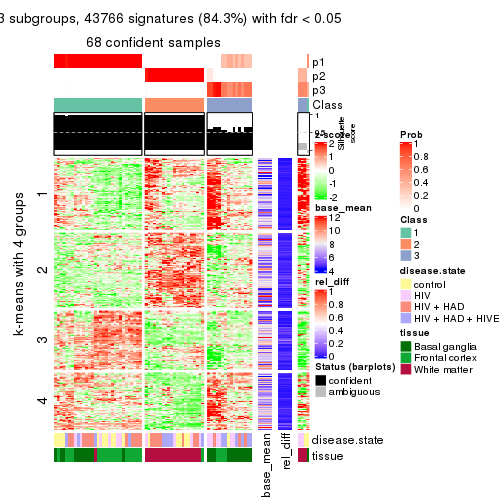 3 subgroups, 43766 signatures (84.3%) with fdr < 0.05
68 confident samples
p1
p2
p3
Class
1
0.5
0
Silhouette
score
k-means with 4 groups
1
2
3
4
base_mean
rel_diff
disease.state
tissue
z-score
2
1
0
-1
-2
base_mean
12
10
8
6
4
rel_diff
1
0.8
0.6
0.4
0.2
0
Status (barplots)
confident
ambiguous
Prob
1
0.8
0.6
0.4
0.2
0
Class
1
2
3
disease.state
control
HIV
HIV + HAD
HIV + HAD + HIVE
tissue
Basal ganglia
Frontal cortex
White matter